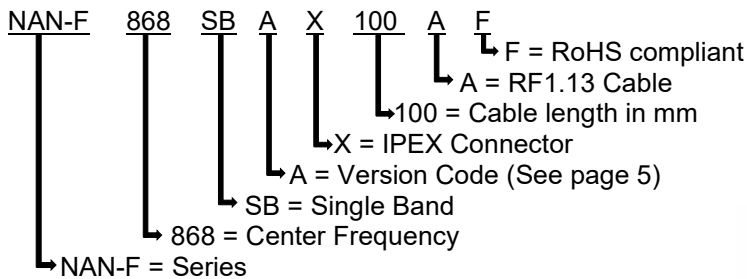 NAN-F 868 SB A X 100 A F
F = RoHS compliant
A = RF1.13 Cable
100 = Cable length in mm
X = IPEX Connector
A = Version Code (See page 5)
SB = Single Band
868 = Center Frequency
NAN-F = Series